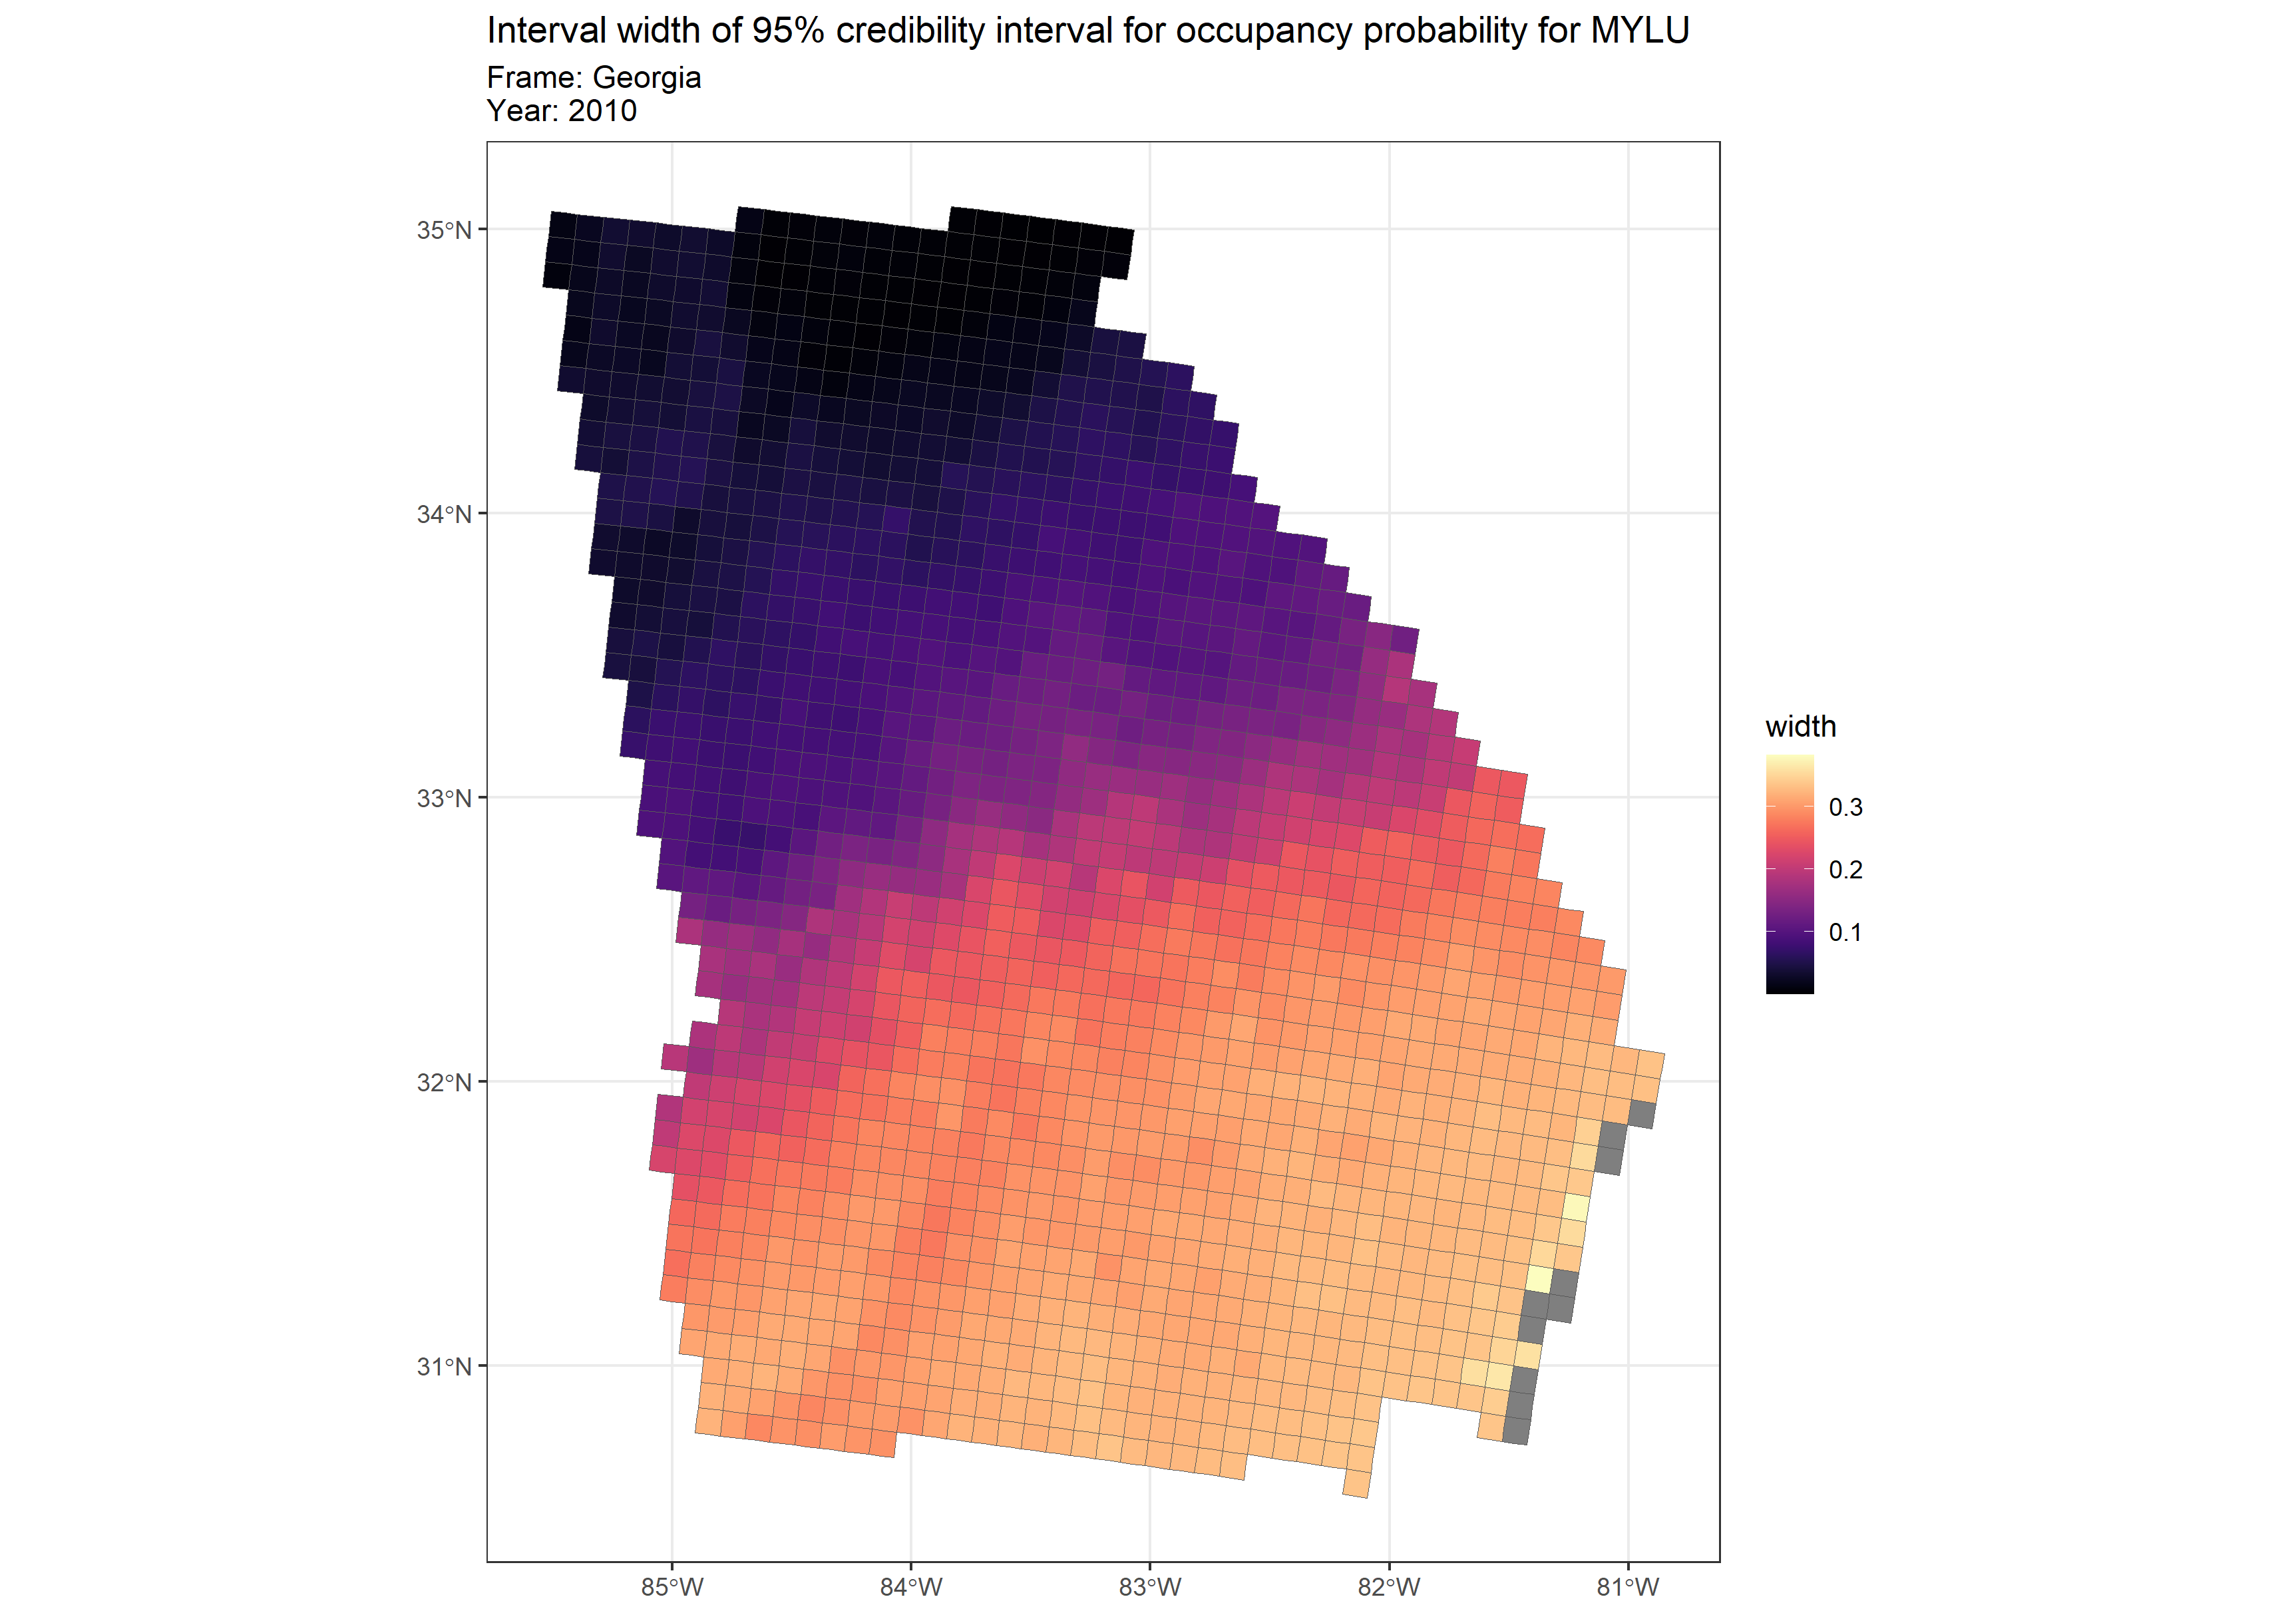 Interval width of 95% credibility interval for occupancy probability for MYLU
Frame: Georgia
Year: 2010
35°N
34°N
33°N
32°N
31°N
85°W
84°W
83°W
82°W
81°W
width
0.3
0.2
0.1